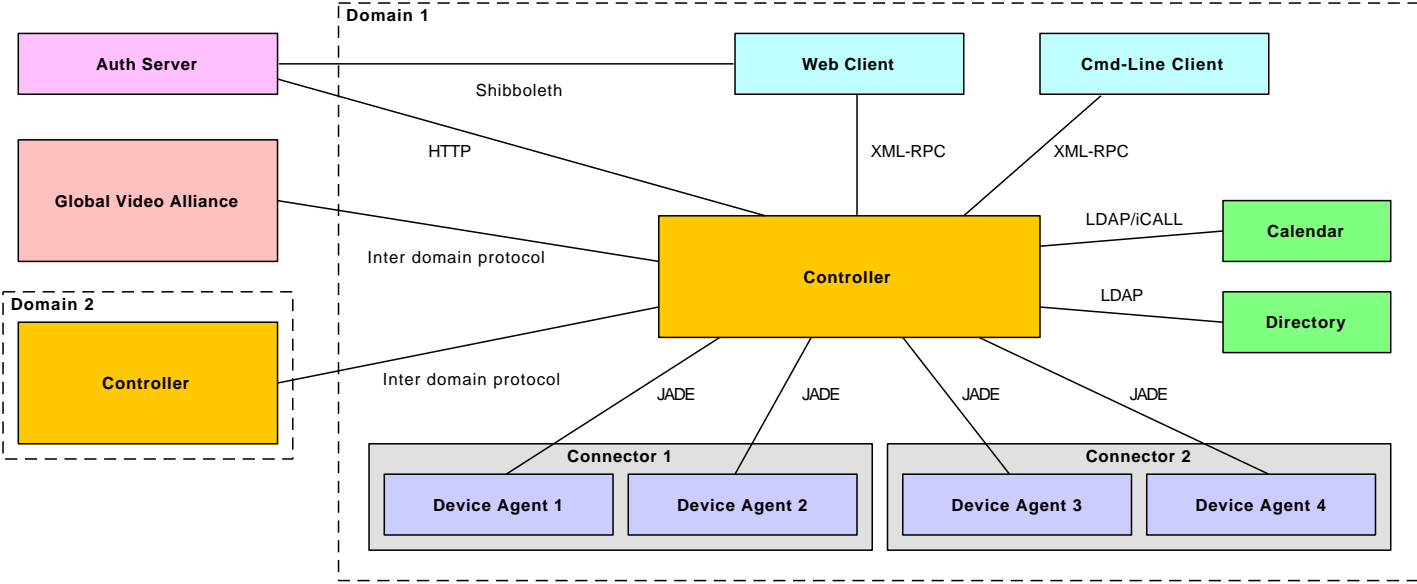 Domain 1
Auth Server
Web Client
Cmd-Line Client
Shibboleth
HTTP
XML-RPC
XML-RPC
Global Video Alliance
LDAP/iCALL
Calendar
Inter domain protocol
Controller
LDAP
Directory
Domain 2
Controller
Inter domain protocol
JADE
JADE
JADE
JADE
Connector 1
Connector 2
Device Agent 1
Device Agent 2
Device Agent 3
Device Agent 4